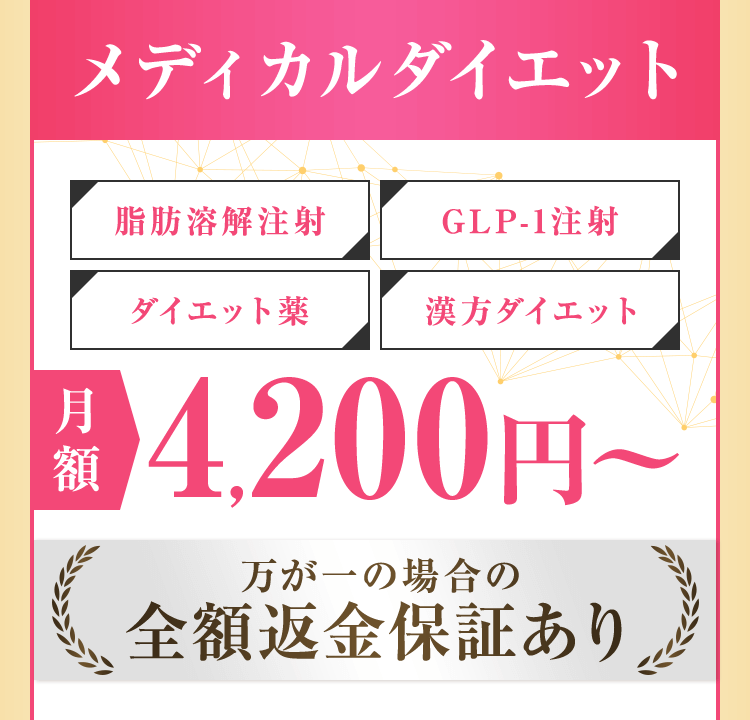 メディカルダイエット
脂肪溶解注射
GLP-1注射
ダイエット薬
漢方ダイエット
月額
4,200円〜
万が一の場合の
全額返金保証あり